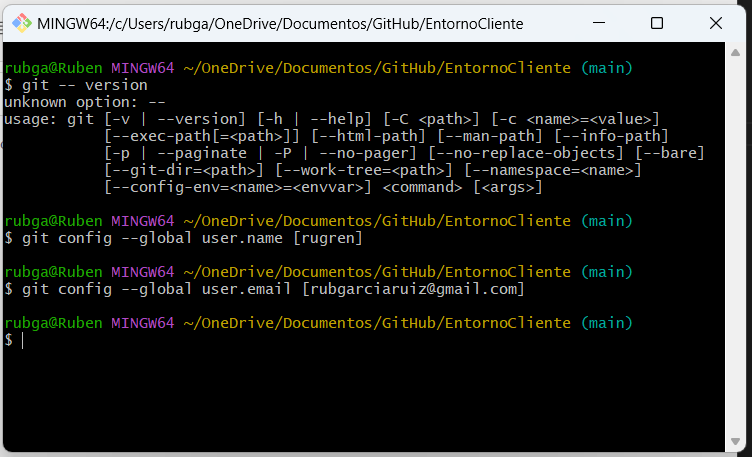 MINGW64:/c/Users/rubga/OneDrive/Documentos/GitHub/EntornoCliente
rubga@Ruben MINGW64 ~/OneDrive/Documentos/GitHub/EntornoCliente (main)
$ git -- version
unknown option: --
usage: git [-v | --version] [-h | --help] [-C <path>] [-c <name>=<value>]
[--exec-path[=<path>]] [--html-path] [--man-path] [--info-path]
[-p | --paginate | -P | --no-pager] [--no-replace-objects] [--bare]
[--git-dir=<path>] [--work-tree=<path>] [--namespace=<name>]
[--config-env=<name>=<envvar>] <command> [<args>]
rubga@Ruben MINGW64 ~/OneDrive/Documentos/GitHub/EntornoCliente (main)
$ git config --global user.name [rugren]
rubga@Ruben MINGW64 ~/OneDrive/Documentos/GitHub/EntornoCliente (main)
$ git config --global user.email [rubgarciaruiz@gmail.com]
rubga@Ruben MINGW64 ~/OneDrive/Documentos/GitHub/EntornoCliente (main)
$